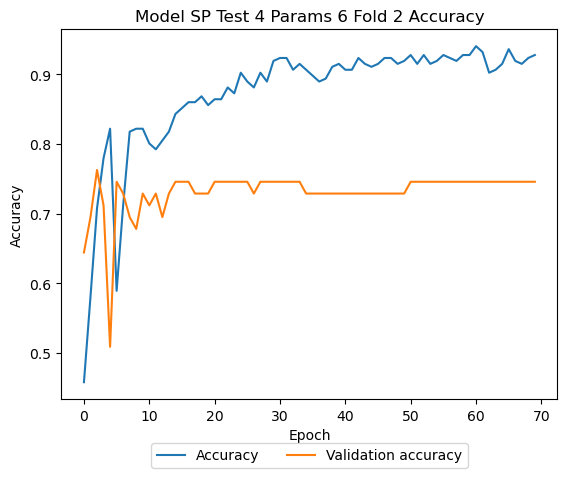 Model SP Test 4 Params 6 Fold 2 Accuracy
Accuracy
0.9
0.8
0.7
0.6
0.5
0 10 20 30 40 50 60 70
Epoch
Accuracy Validation accuracy